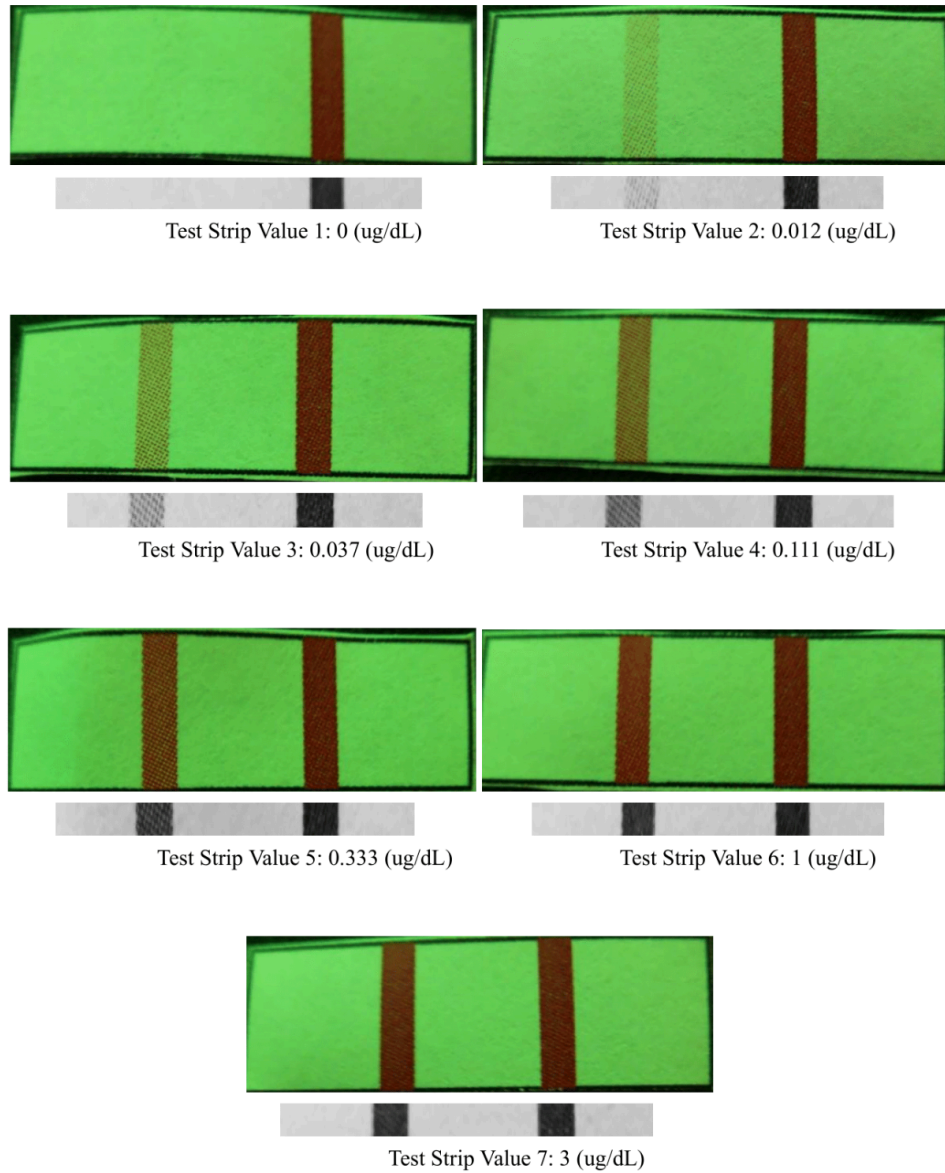 Test Strip Value 1: 0 (ug/dL)
Test Strip Value 2: 0.012 (ug/dL)
Test Strip Value 3: 0.037 (ug/dL)
Test Strip Value 4: 0.111 (ug/dL)
Test Strip Value 5: 0.333 (ug/dL)
Test Strip Value 6: 1 (ug/dL)
Test Strip Value 7: 3 (ug/dL)